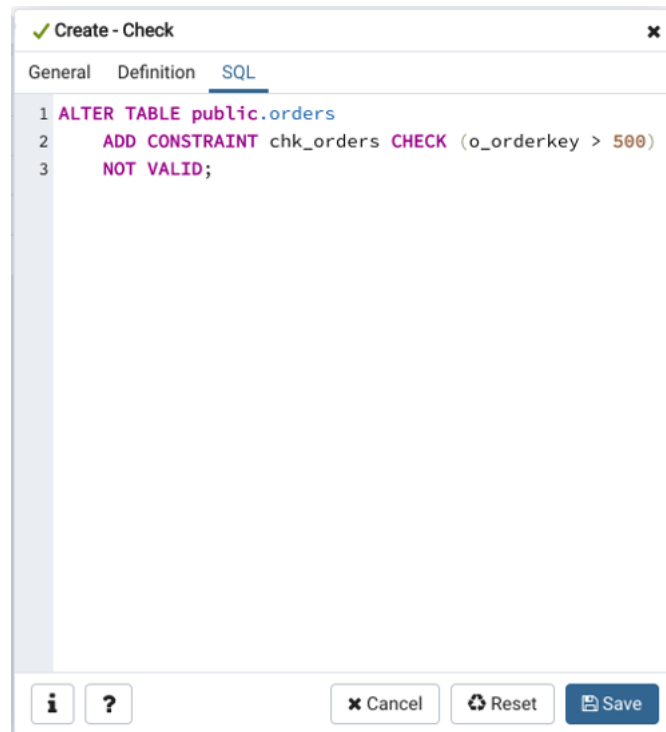 Create - Check
General Definition SQL
1 ALTER TABLE public.orders
2 ADD CONSTRAINT chk_orders CHECK (o_orderkey > 500)
3 NOT VALID;
i ? Cancel Reset Save